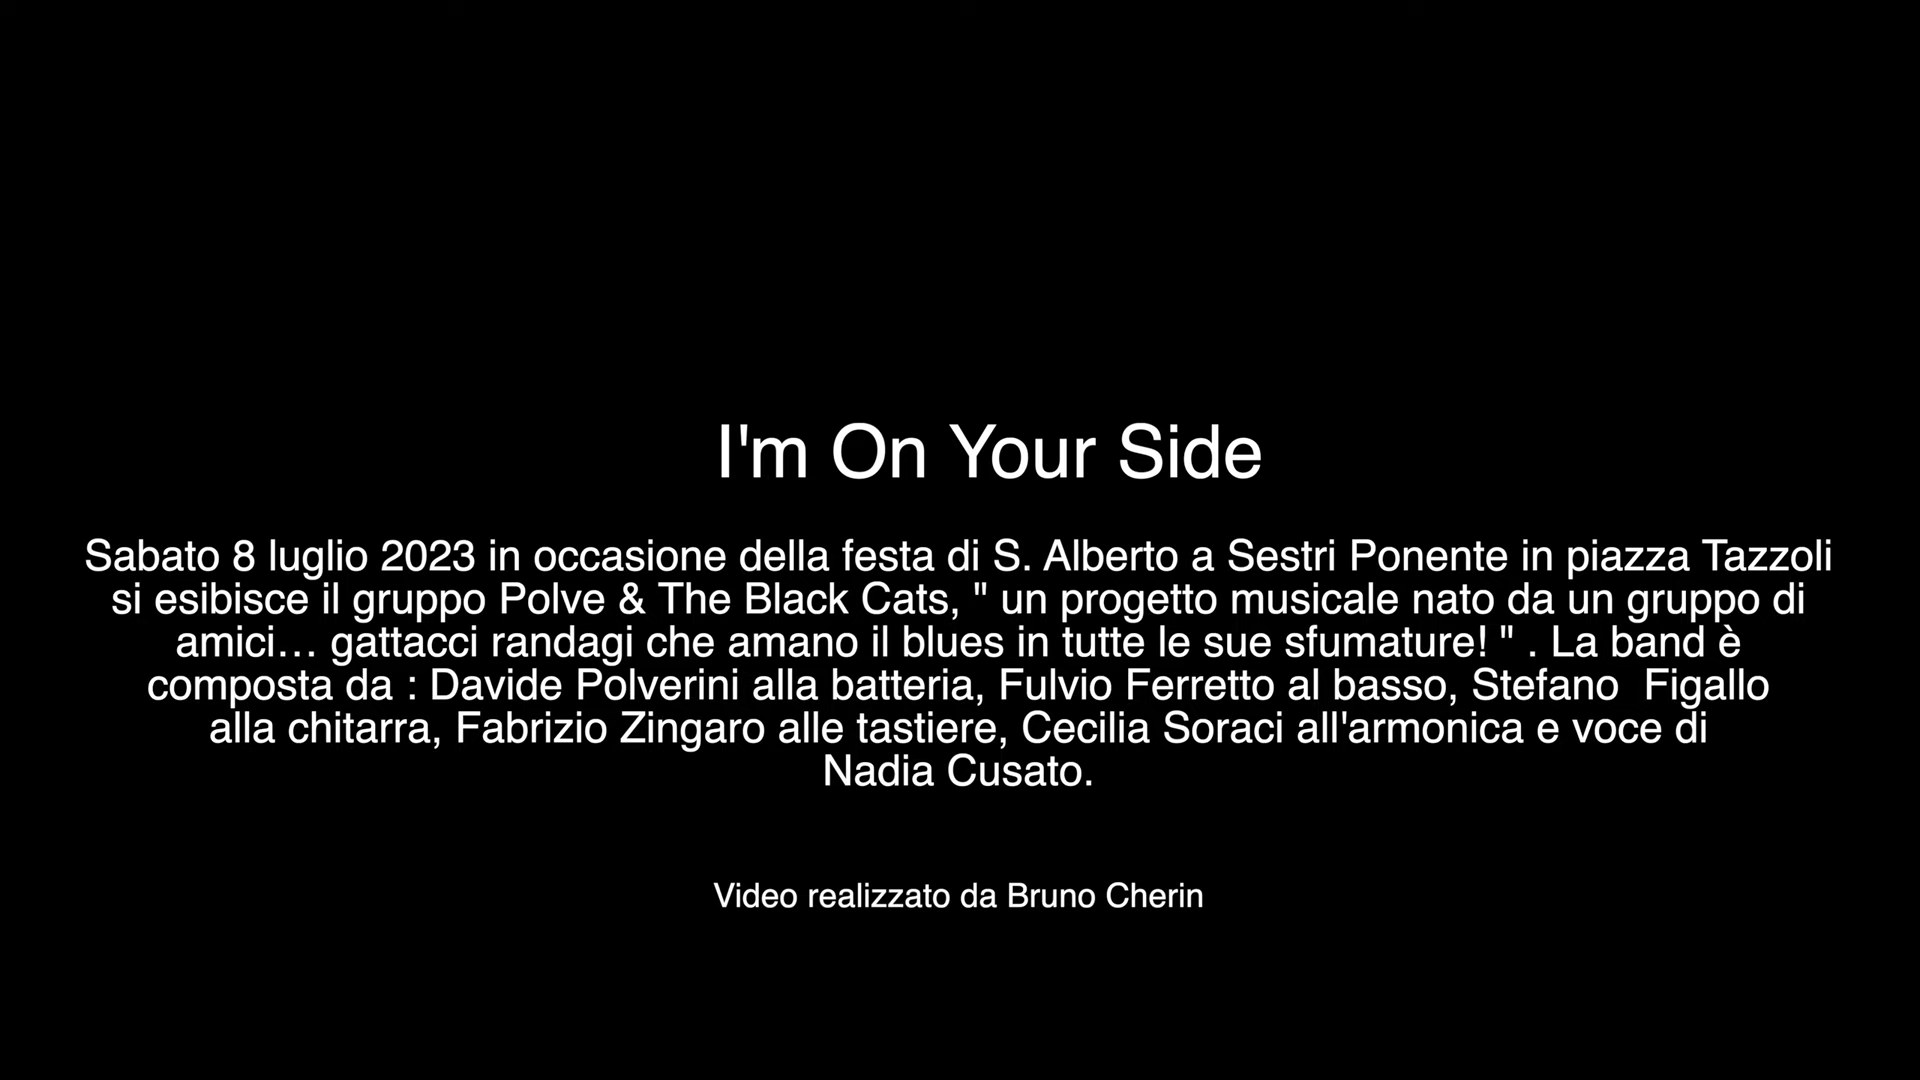 I'm On Your Side
Sabato 8 luglio 2023 in occasione della festa di S. Alberto a Sestri Ponente in piazza Tazzoli
si esibisce il gruppo Polve & The Black Cats, " un progetto musicale nato da un gruppo di
amici… gattacci randagi che amano il blues in tutte le sue sfumature! " . La band è
composta da : Davide Polverini alla batteria, Fulvio Ferretto al basso, Stefano  Figallo
alla chitarra, Fabrizio Zingaro alle tastiere, Cecilia Soraci all'armonica e voce di
Nadia Cusato.
Video realizzato da Bruno Cherin